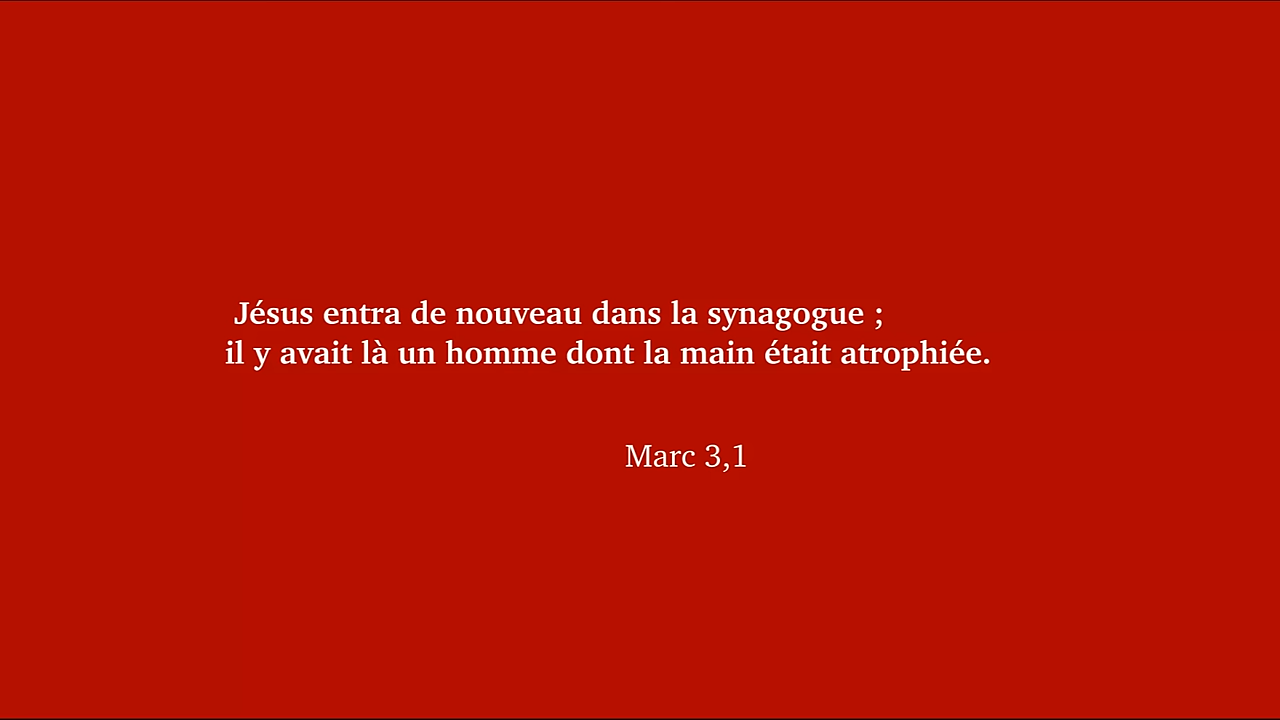 Jésus entra de nouveau dans la synagogue ;
il y avait là un homme dont la main était atrophiée.
Marc 3,1